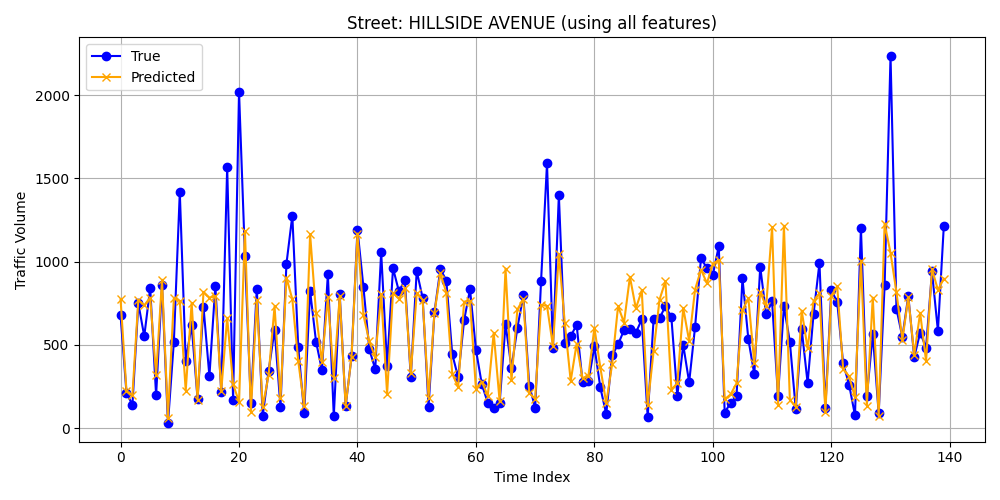 Street: HILLSIDE AVENUE (using all features)
True
Predicted
Traffic Volume
2000
1500
1000
500
0
0 20 40 60 80 100 120 140
Time Index